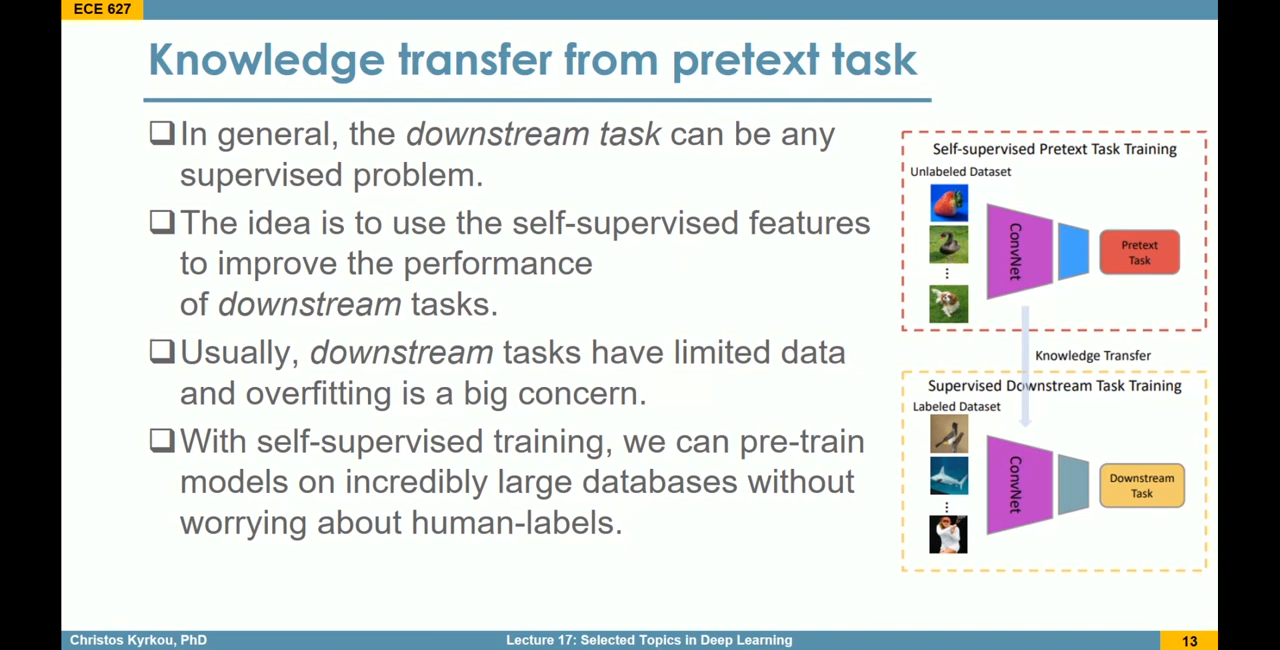 ECE 627
Knowledge transfer from pretext task
❑In general, the downstream task can be any
supervised problem.
❑The idea is to use the self-supervised features
to improve the performance
of downstream tasks.
❑Usually, downstream tasks have limited data
and overfitting is a big concern.
❑With self-supervised training, we can pre-train
models on incredibly large databases without
worrying about human-labels.
Self-supervised Pretext Task Training
Unlabeled Dataset
ConvNet
Pretext
Task
Knowledge Transfer
Supervised Downstream Task Training
Labeled Dataset
ConvNet
Downstream
Task
Christos Kyrkou, PhD
Lecture 17: Selected Topics in Deep Learning
13